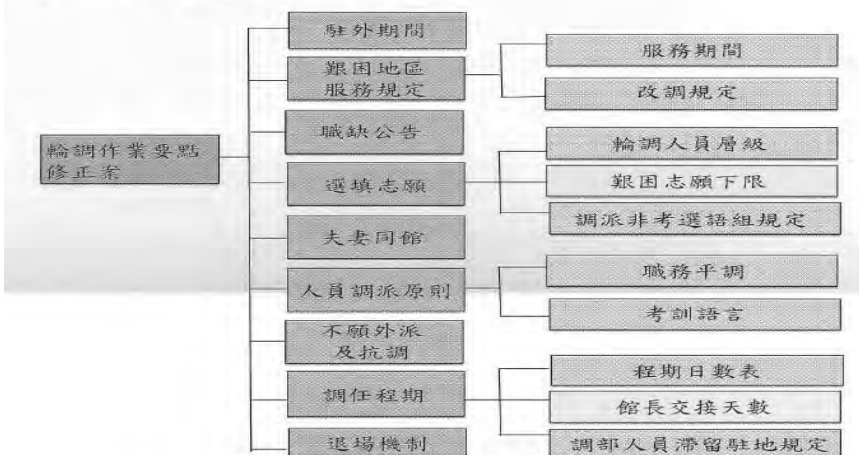 輪調作業要點
修正案
駐外期間
艱困地區
服務規定
服務期間
改調規定
職缺公告
選填志願
輪調人員層級
艱困志願下限
調派非考選語組規定
夫妻同館
人員調派原則
職務平調
考訓語言
不願外派
及抗調
調任程期
程期日數表
館長交接天數
調部人員滯留駐地規定
退場機制